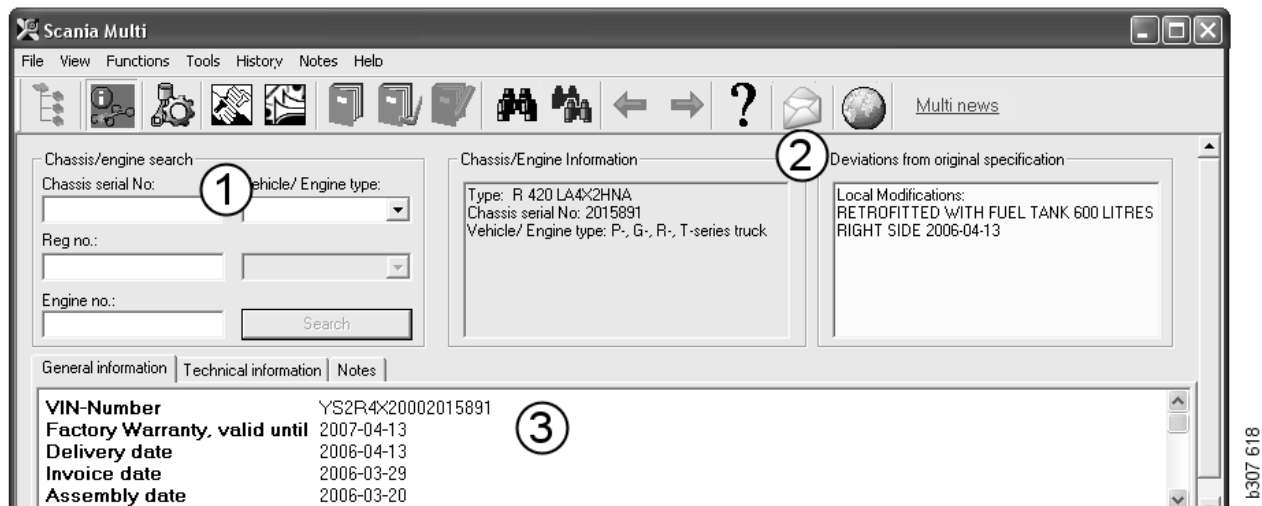 Scania Multi
File View Functions Tools History Notes Help
Multi news
Chassis/engine search
Chassis serial No:
1
ehicle/ Engine type:
Reg no.:
Engine no.:
Search
Chassis/Engine Information
Type: R 420 LA4X2HNA
Chassis serial No: 2015891
Vehicle/ Engine type: P-, G-, R-, T-series truck
2
Deviations from original specification
Local Modifications:
RETROFITTED WITH FUEL TANK 600 LITRES
RIGHT SIDE 2006-04-13
General information Technical information Notes
VIN-Number YS2R4X20002015891
3
Factory Warranty, valid until 2007-04-13
Delivery date 2006-04-13
Invoice date 2006-03-29
Assembly date 2006-03-20
b307 618